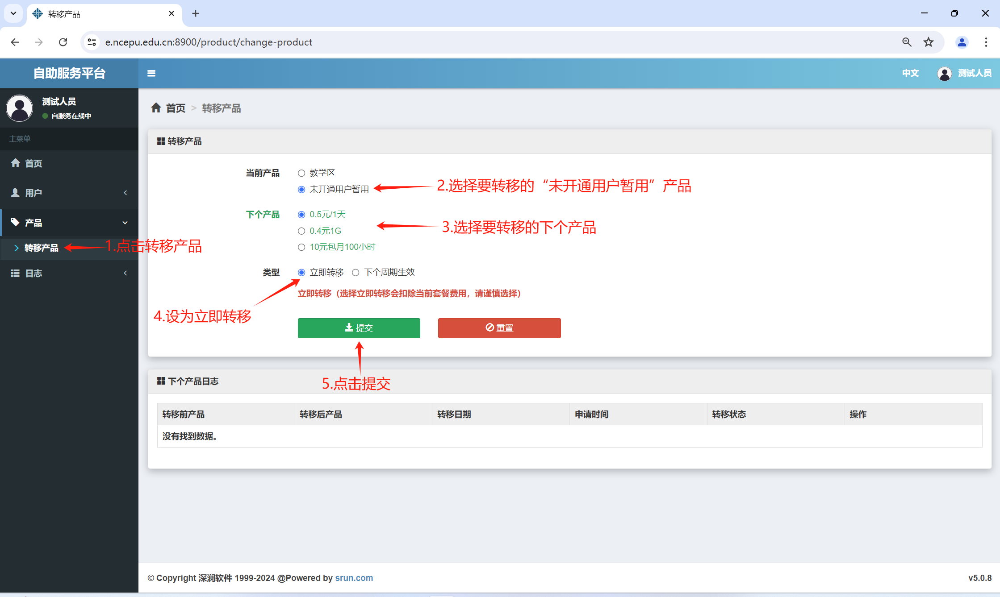 转移产品
e.ncepu.edu.cn:8900/product/change-product
自助服务平台
中文
测试人员
测试人员
自服务在线中
主菜单
首页
用户
产品
转移产品
日志
1.点击转移产品
首页 > 转移产品
转移产品
当前产品
教学区
未开通用户暂用
2.选择要转移的“未开通用户暂用”产品
下个产品
0.5元/1天
0.4元1G
10元包月100小时
3.选择要转移的下个产品
类型
立即转移 下个周期生效
立即转移（选择立即转移会扣除当前套餐费用，请谨慎选择）
4.设为立即转移
提交
重置
5.点击提交
下个产品日志
转移前产品 转移后产品 转移日期 申请时间 转移状态 操作
没有找到数据。
© Copyright 深澜软件 1999-2024 @Powered by srun.com
v5.0.8